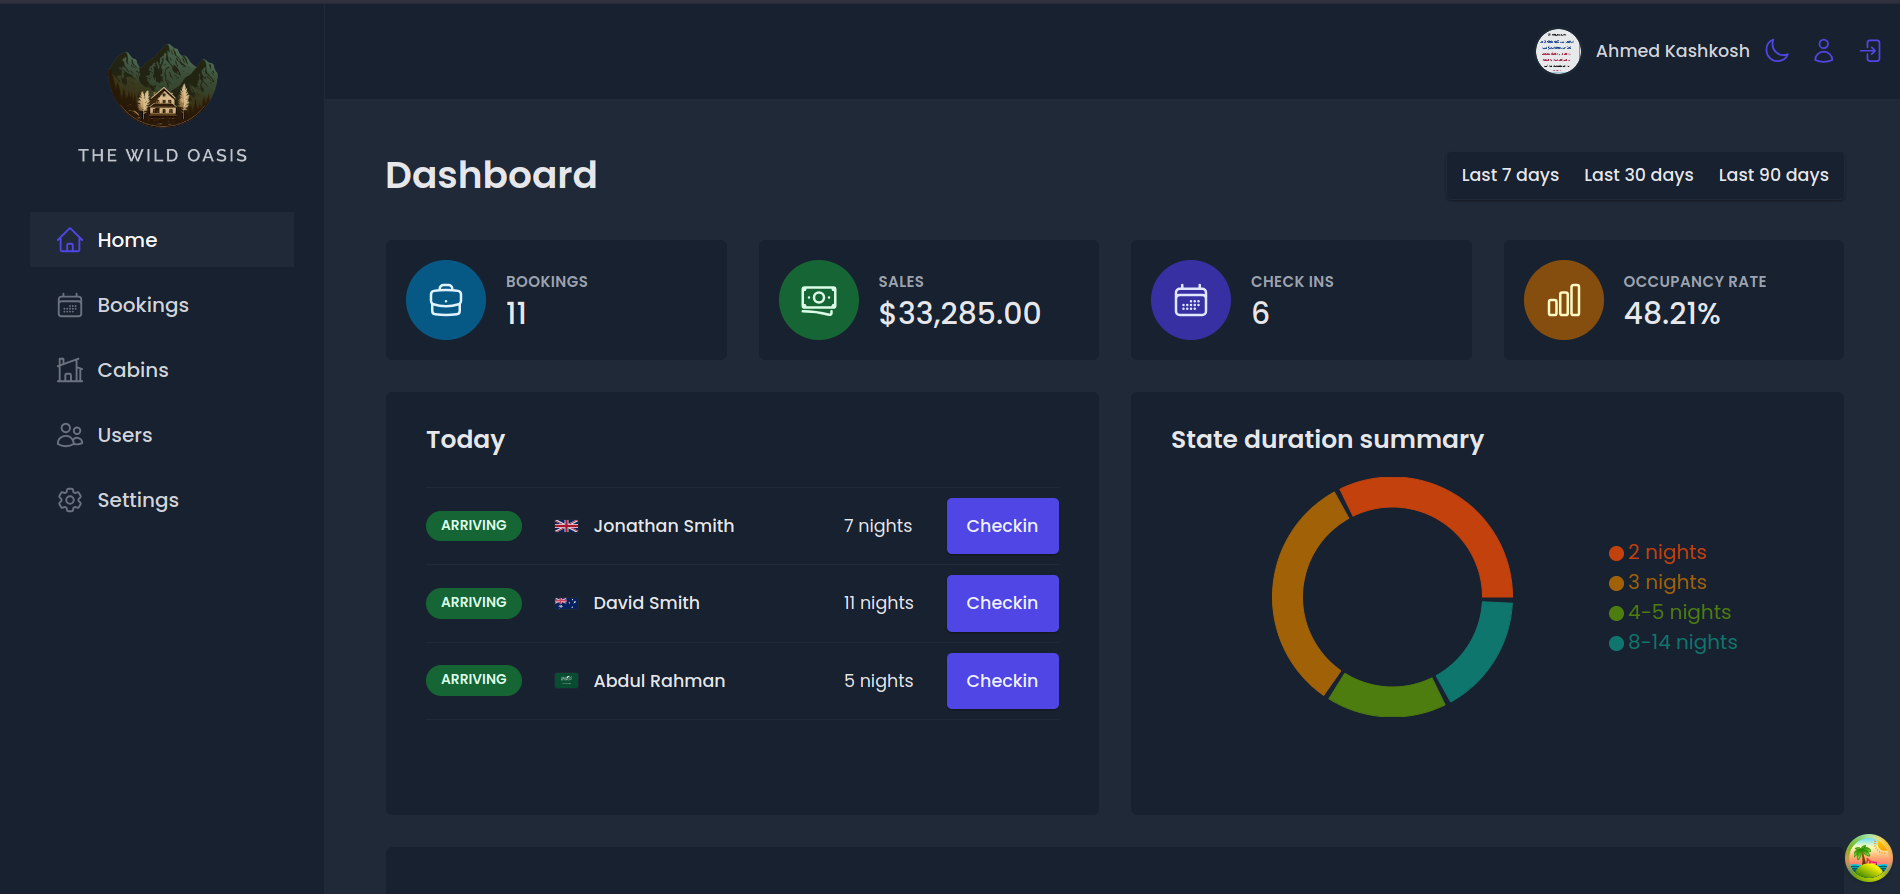 THE WILD OASIS
Home
Bookings
Cabins
Users
Settings
Ahmed Kashkosh
Dashboard
Last 7 days Last 30 days Last 90 days
BOOKINGS
11
SALES
$33,285.00
CHECK INS
6
OCCUPANCY RATE
48.21%
Today
ARRIVING Jonathan Smith 7 nights Checkin
ARRIVING David Smith 11 nights Checkin
ARRIVING Abdul Rahman 5 nights Checkin
State duration summary
2 nights
3 nights
4-5 nights
8-14 nights